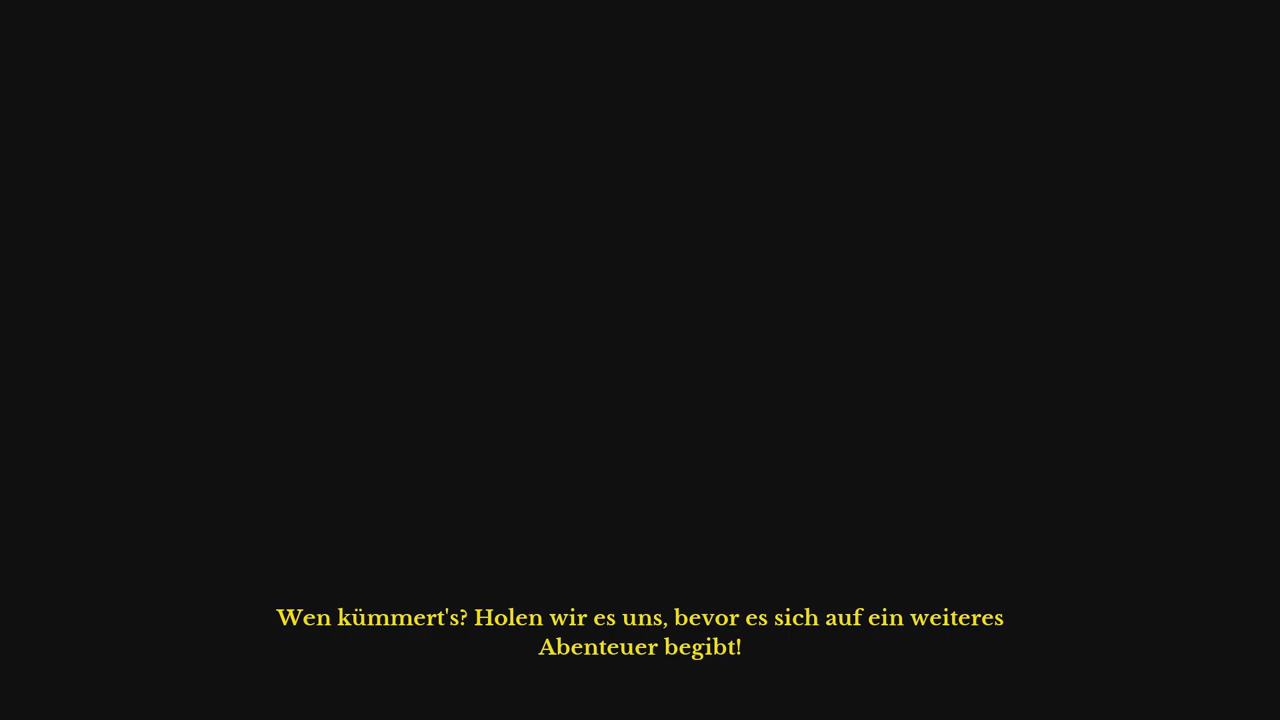 Wen kümmert's? Holen wir es uns, bevor es sich auf ein weiteres
Abenteuer begibt!